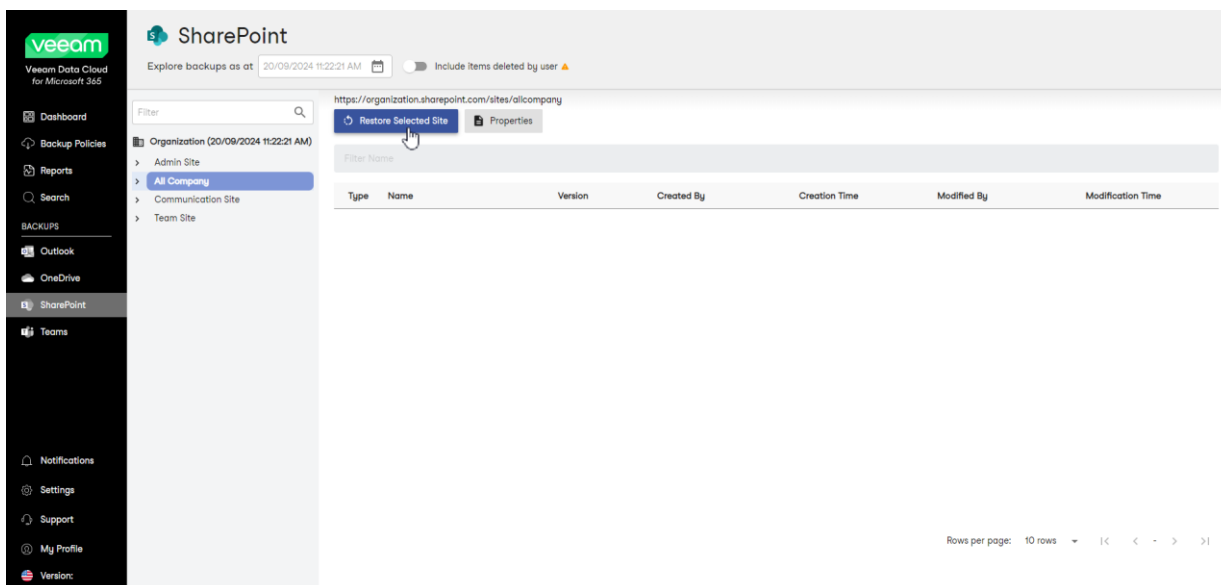 veeam
Veeam Data Cloud
for Microsoft 365
Dashboard
Backup Policies
Reports
Search
BACKUPS
Outlook
OneDrive
SharePoint
Teams
Notifications
Settings
Support
My Profile
Version:
SharePoint
Explore backups as at 20/09/2024 11:22:21 AM Include items deleted by user
Filter
Organization (20/09/2024 11:22:21 AM)
Admin Site
All Company
Communication Site
Team Site
https://organization.sharepoint.com/sites/allcompany
Restore Selected Site Properties
Filter Name
Type Name Version Created By Creation Time Modified By Modification Time
Rows per page: 10 rows -